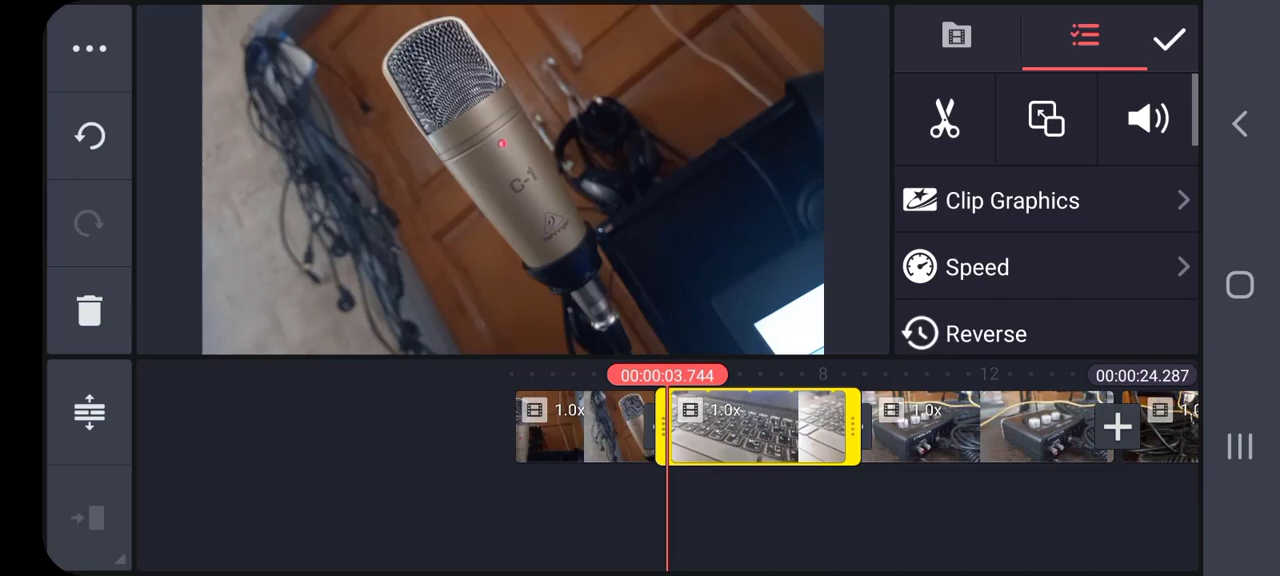 C-1
behringer
Clip Graphics
Speed
Reverse
00:00:03.744
8
12
00:00:24.287
1.0x
1.0x
1.0x